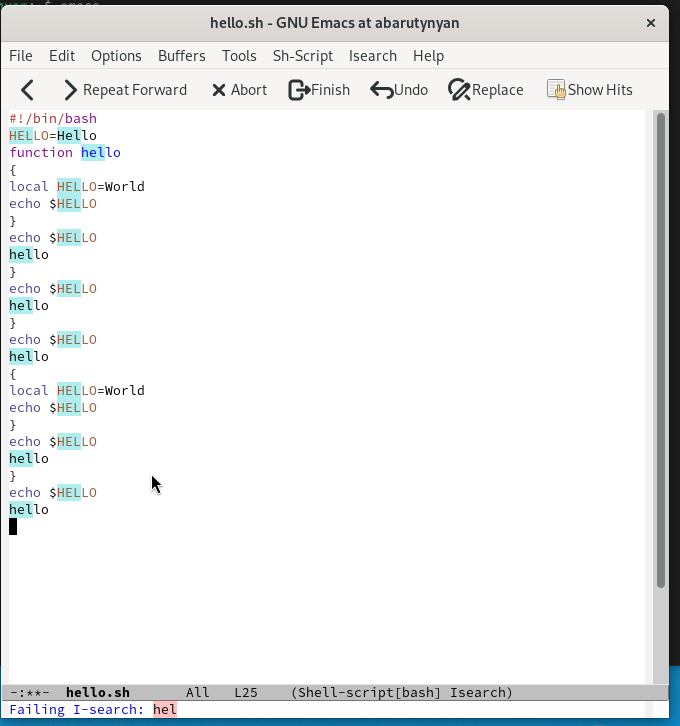 hello.sh - GNU Emacs at abarutynyan ×
File Edit Options Buffers Tools Sh-Script Isearch Help
Repeat Forward Abort Finish Undo Replace Show Hits
#!/bin/bash
HELLO=Hello
function hello
{
local HELLO=World
echo $HELLO
}
echo $HELLO
hello
}
echo $HELLO
hello
}
echo $HELLO
hello
{
local HELLO=World
echo $HELLO
}
echo $HELLO
hello
}
echo $HELLO
hello
-:**- hello.sh All L25 (Shell-script[bash] Isearch)
Failing I-search: hel